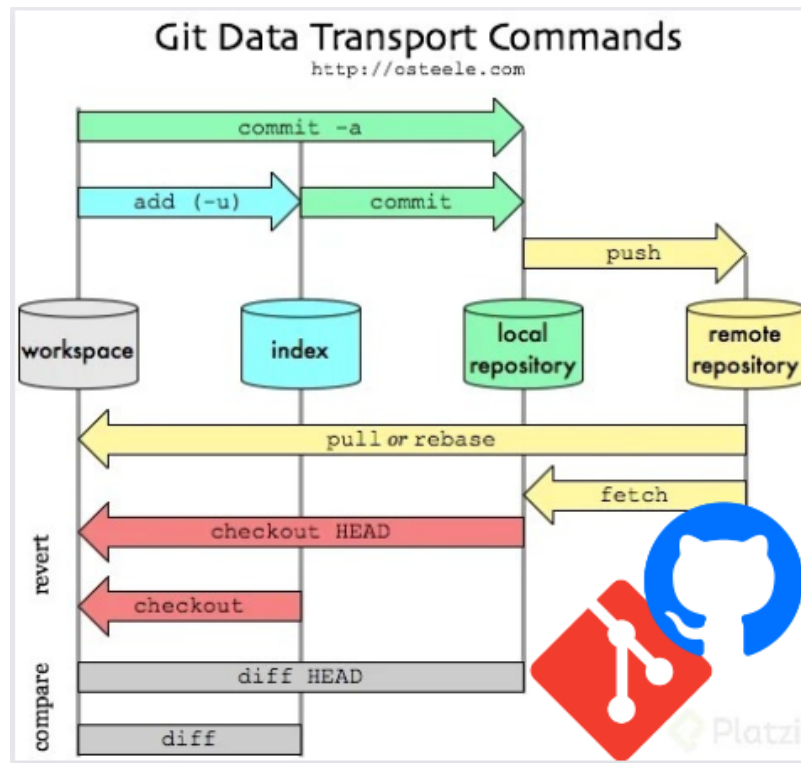 Git Data Transport Commands
http://osteele.com
commit -a
add (-u)
commit
push
workspace
index
local
repository
remote
repository
pull or rebase
fetch
revert
checkout HEAD
checkout
compare
diff HEAD
diff
Platzi